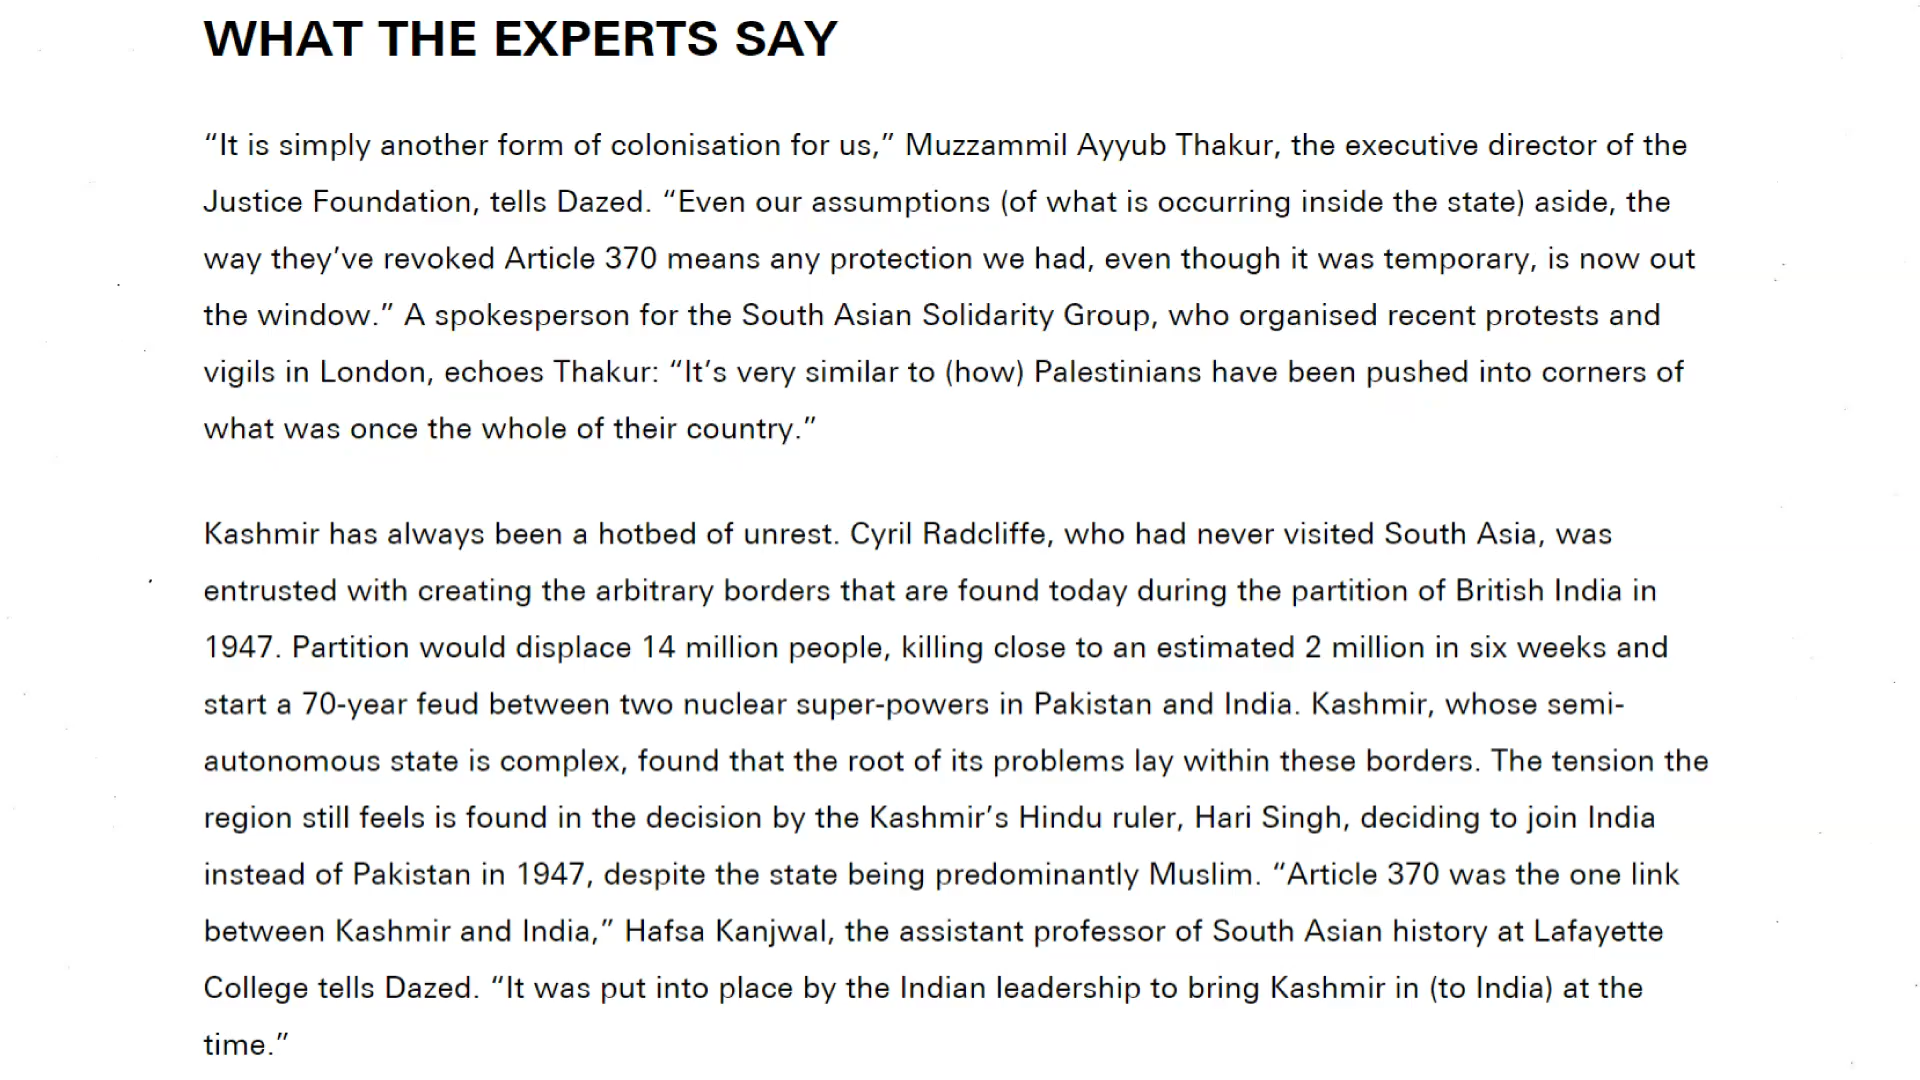 WHAT THE EXPERTS SAY
“It is simply another form of colonisation for us,” Muzzammil Ayyub Thakur, the executive director of the
Justice Foundation, tells Dazed. “Even our assumptions (of what is occurring inside the state) aside, the
way they’ve revoked Article 370 means any protection we had, even though it was temporary, is now out
the window.” A spokesperson for the South Asian Solidarity Group, who organised recent protests and
vigils in London, echoes Thakur: “It’s very similar to (how) Palestinians have been pushed into corners of
what was once the whole of their country.”
Kashmir has always been a hotbed of unrest. Cyril Radcliffe, who had never visited South Asia, was
entrusted with creating the arbitrary borders that are found today during the partition of British India in
1947. Partition would displace 14 million people, killing close to an estimated 2 million in six weeks and
start a 70-year feud between two nuclear super-powers in Pakistan and India. Kashmir, whose semi-
autonomous state is complex, found that the root of its problems lay within these borders. The tension the
region still feels is found in the decision by the Kashmir’s Hindu ruler, Hari Singh, deciding to join India
instead of Pakistan in 1947, despite the state being predominantly Muslim. “Article 370 was the one link
between Kashmir and India,” Hafsa Kanjwal, the assistant professor of South Asian history at Lafayette
College tells Dazed. “It was put into place by the Indian leadership to bring Kashmir in (to India) at the
time.”